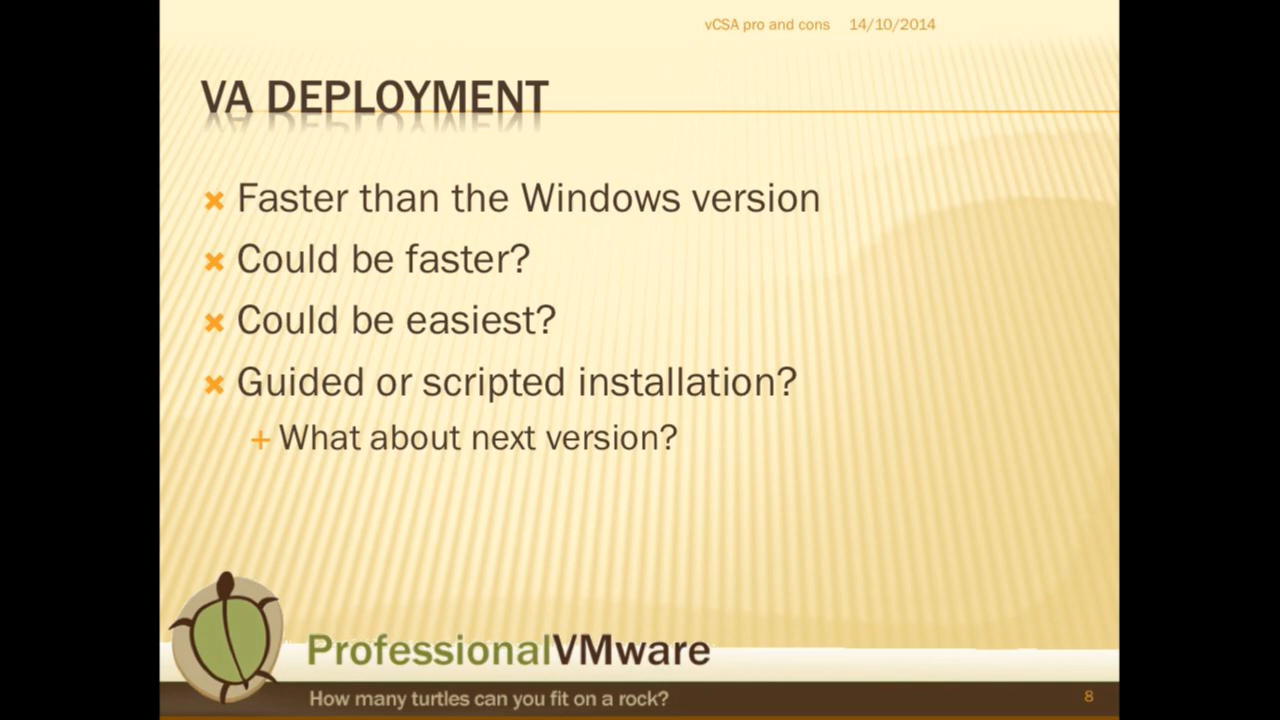 vCSA pro and cons 14/10/2014
VA DEPLOYMENT
Faster than the Windows version
Could be faster?
Could be easiest?
Guided or scripted installation?
What about next version?
ProfessionalVMware
How many turtles can you fit on a rock?
8